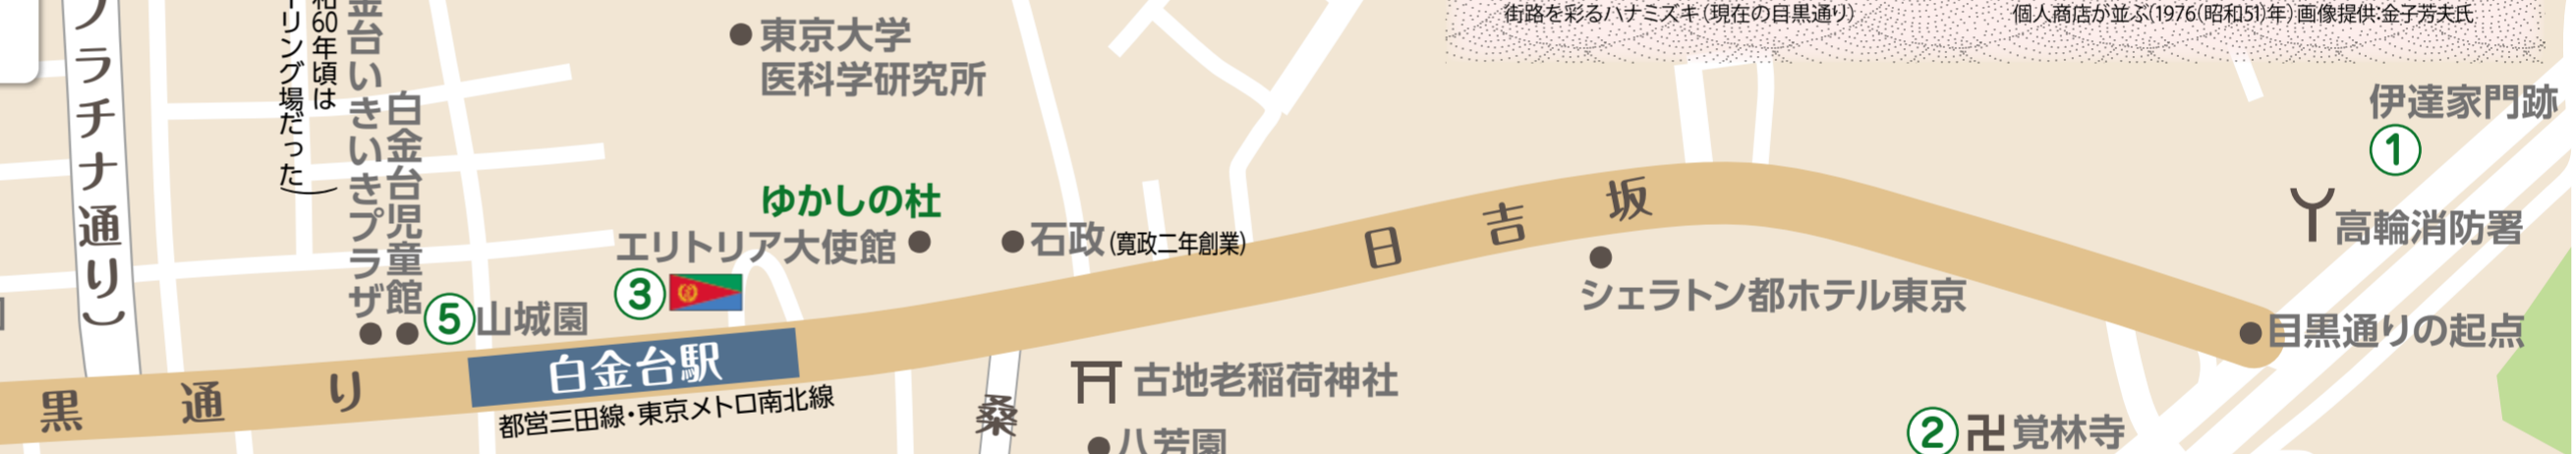 街路を彩るハナミズキ(現在の目黒通り)
個人商店が並ぶ(1976(昭和51)年)画像提供:金子芳夫氏
プラチナ通り)
和60年頃は
ーリング場だった)
金台いきいきプラザ
白金台児童館
東京大学
医科学研究所
伊達家門跡
①
高輪消防署
ゆかしの杜
エリトリア大使館
③
石政(寛政二年創業)
日吉坂
シェラトン都ホテル東京
目黒通りの起点
⑤山城園
白金台駅
都営三田線・東京メトロ南北線
黒通り
古地老稲荷神社
桑
八芳園
②卍覚林寺